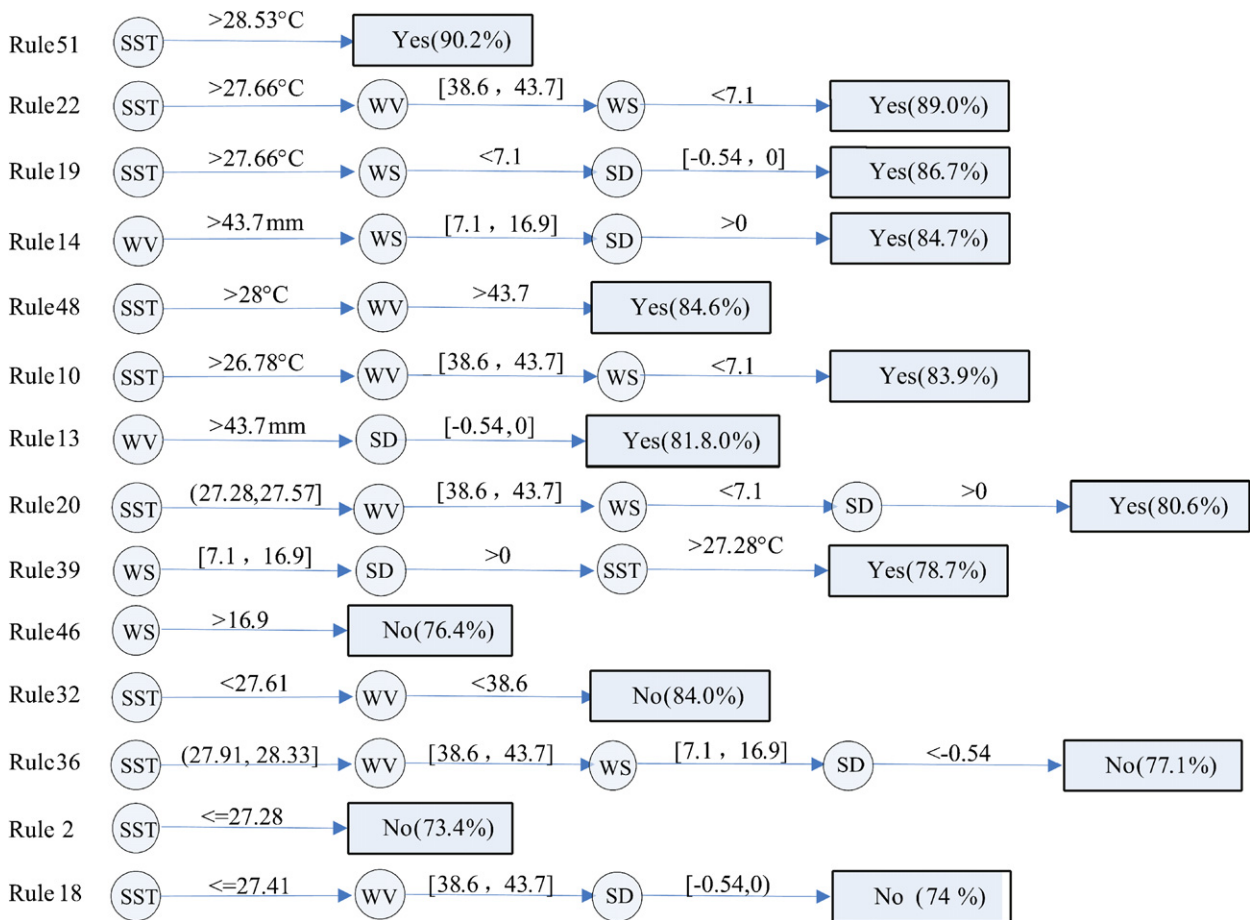 Rule51 SST >28.53°C Yes(90.2%)
Rule22 SST >27.66°C WV [38.6 , 43.7] WS <7.1 Yes(89.0%)
Rule19 SST >27.66°C WS <7.1 SD [-0.54 , 0] Yes(86.7%)
Rule14 WV >43.7mm WS [7.1 , 16.9] SD >0 Yes(84.7%)
Rule48 SST >28°C WV >43.7 Yes(84.6%)
Rule10 SST >26.78°C WV [38.6 , 43.7] WS <7.1 Yes(83.9%)
Rule13 WV >43.7mm SD [-0.54,0] Yes(81.8.0%)
Rule20 SST (27.28,27.57] WV [38.6 , 43.7] WS <7.1 SD >0 Yes(80.6%)
Rule39 WS [7.1 , 16.9] SD >0 SST >27.28°C Yes(78.7%)
Rule46 WS >16.9 No(76.4%)
Rule32 SST <27.61 WV <38.6 No(84.0%)
Rule36 SST (27.91, 28.33] WV [38.6 , 43.7] WS [7.1 , 16.9] SD <-0.54 No(77.1%)
Rule 2 SST <=27.28 No(73.4%)
Rule 18 SST <=27.41 WV [38.6 , 43.7] SD [-0.54,0) No (74 %)